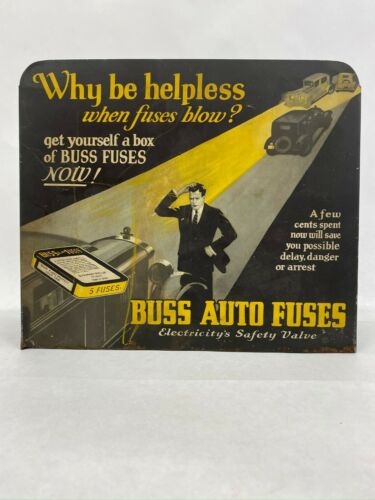 Why be helpless
when fuses blow?
get yourself a box
of BUSS FUSES
NOW!
A few
cents spent
now will save
you possible
delay, danger
or arrest
5 FUSES
BUSS AUTO FUSES
Electricity's Safety Valve